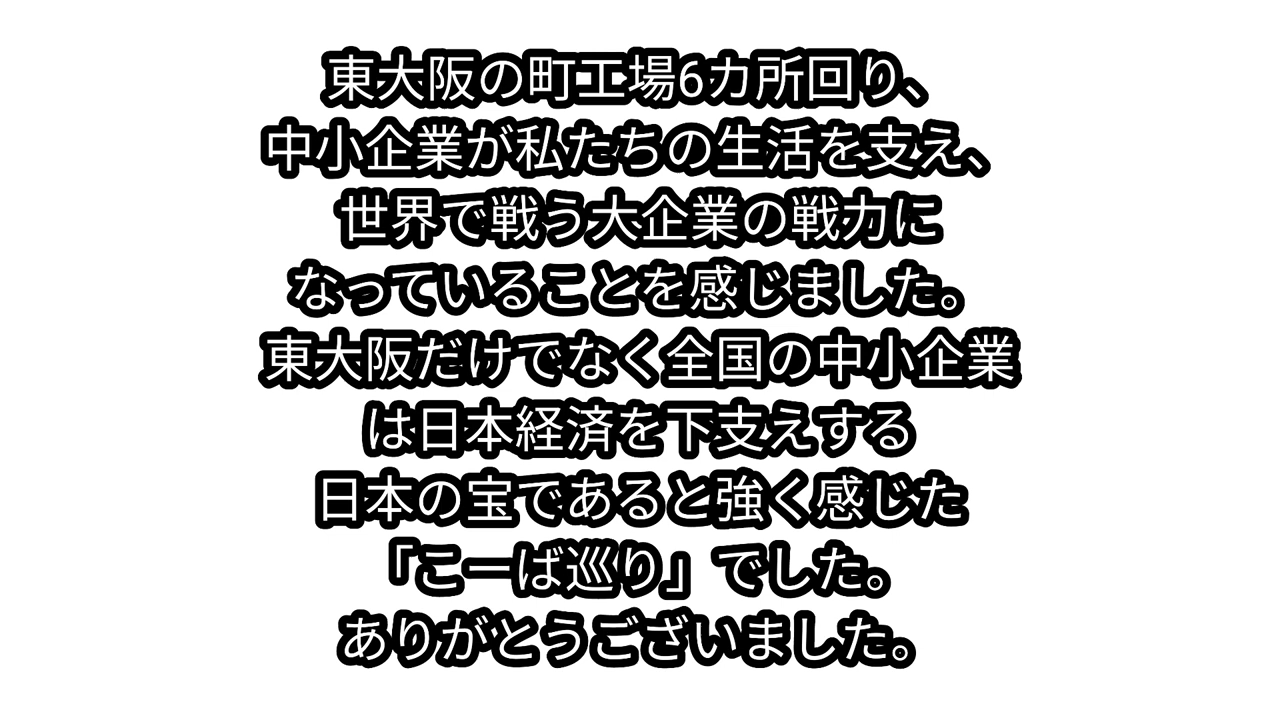 東大阪の町工場6カ所回り、
中小企業が私たちの生活を支え、
世界で戦う大企業の戦力に
なっていることを感じました。
東大阪だけでなく全国の中小企業
は日本経済を下支えする
日本の宝であると強く感じた
「こーば巡り」でした。
ありがとうございました。